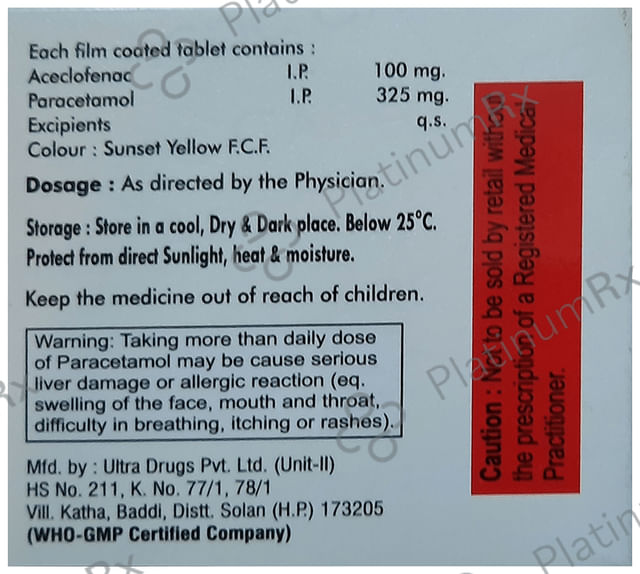 Each film coated tablet contains :
Aceclofenac I.P. 100 mg.
Paracetamol I.P. 325 mg.
Excipients q.s.
Colour : Sunset Yellow F.C.F.
Dosage : As directed by the Physician.
Storage : Store in a cool, Dry & Dark place. Below 25°C.
Protect from direct Sunlight, heat & moisture.
Keep the medicine out of reach of children.
Warning: Taking more than daily dose
of Paracetamol may be cause serious
liver damage or allergic reaction (eq.
swelling of the face, mouth and throat,
difficulty in breathing, itching or rashes).
Mfd. by : Ultra Drugs Pvt. Ltd. (Unit-II)
HS No. 211, K. No. 77/1, 78/1
Vill. Katha, Baddi, Distt. Solan (H.P.) 173205
(WHO-GMP Certified Company)
Caution : Not to be sold by retail without
the prescription of a Registered Medical
Practitioner.
PlatinumRx
PlatinumRx